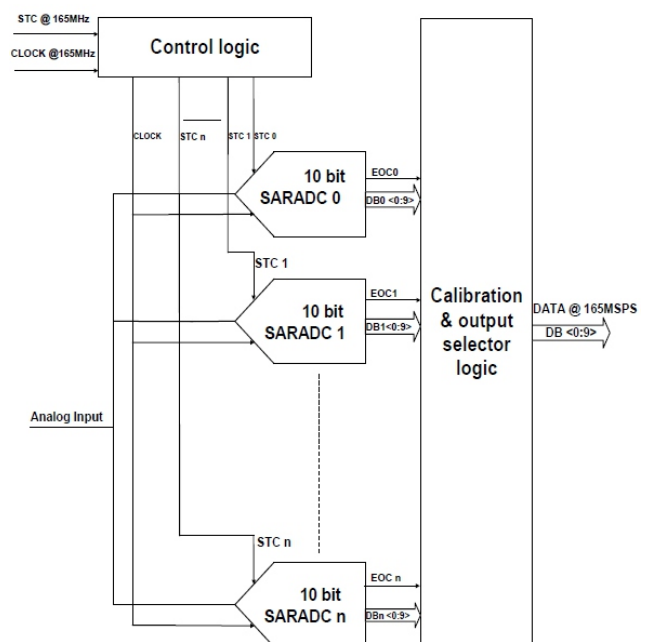 STC @ 165MHz
CLOCK @165MHz
Control logic
CLOCK
STC n
STC 1
STC 0
10 bit
SARADC 0
EOC0
DB0 <0:9>
STC 1
10 bit
SARADC 1
EOC1
DB1<0:9>
Calibration
& output
selector
logic
DATA @ 165MSPS
DB <0:9>
Analog Input
STC n
10 bit
SARADC n
EOC n
DBn <0:9>